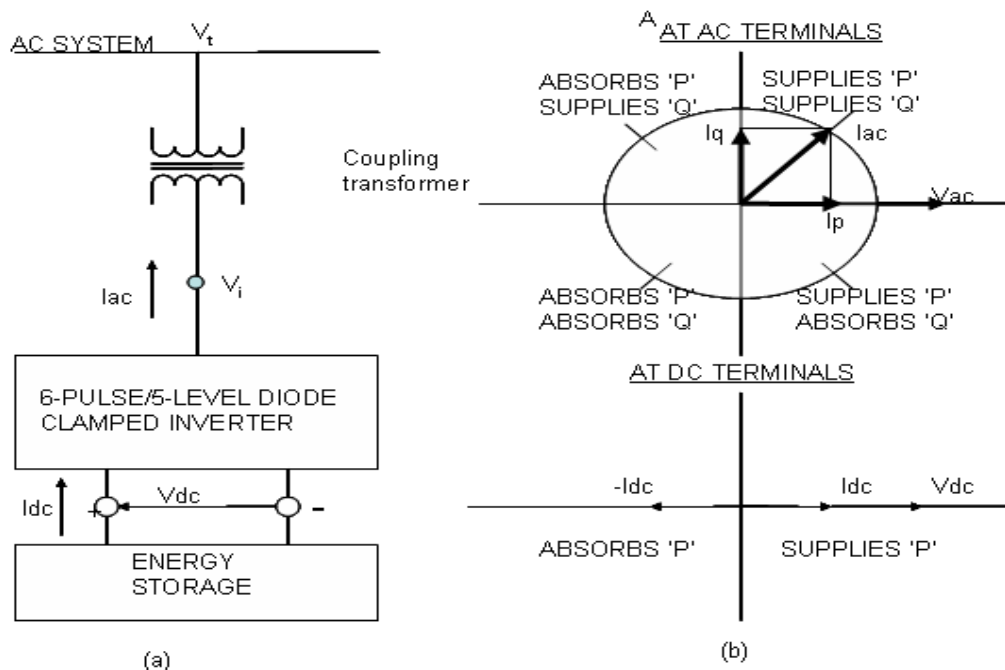 AC SYSTEM
Vt
Coupling
transformer
Iac
Vi
6-PULSE/5-LEVEL DIODE
CLAMPED INVERTER
Idc
+
Vdc
-
ENERGY
STORAGE
(a)
A
AT AC TERMINALS
ABSORBS 'P'
SUPPLIES 'Q'
SUPPLIES 'P'
SUPPLIES 'Q'
Iq
Iac
Vac
Ip
ABSORBS 'P'
ABSORBS 'Q'
SUPPLIES 'P'
ABSORBS 'Q'
AT DC TERMINALS
-Idc
Idc
Vdc
ABSORBS 'P'
SUPPLIES 'P'
(b)